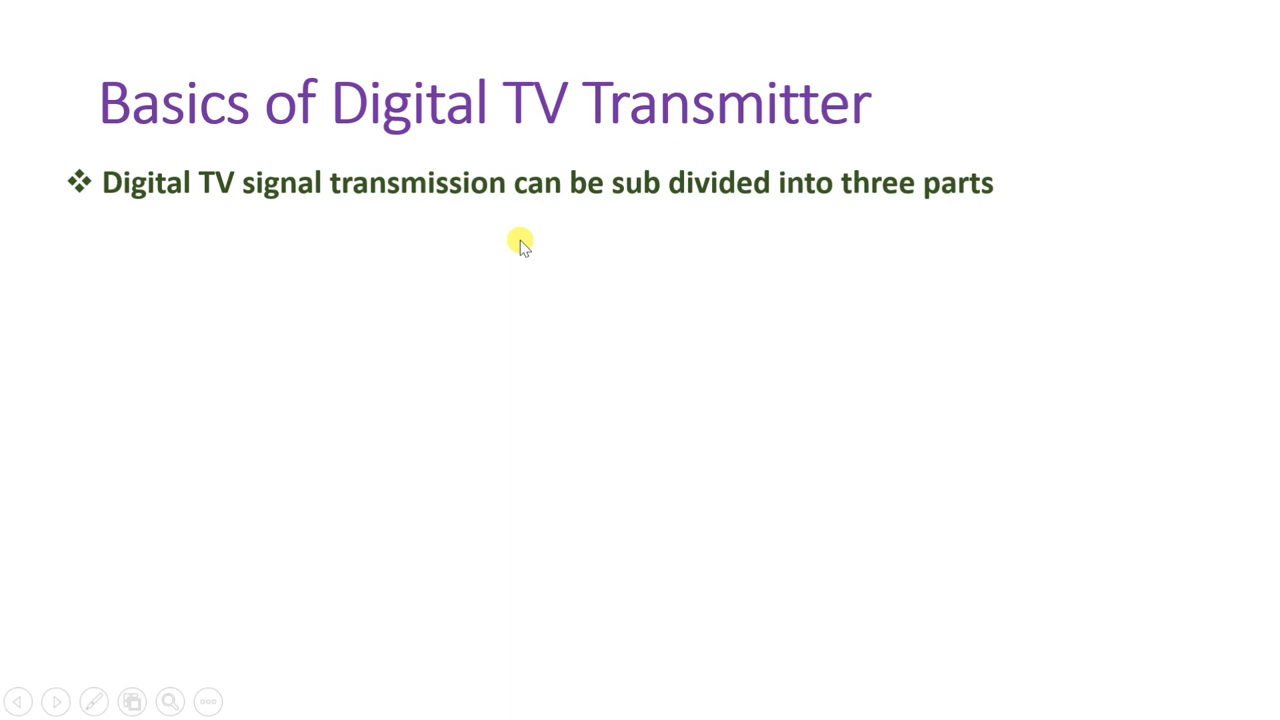 Basics of Digital TV Transmitter
❖ Digital TV signal transmission can be sub divided into three parts